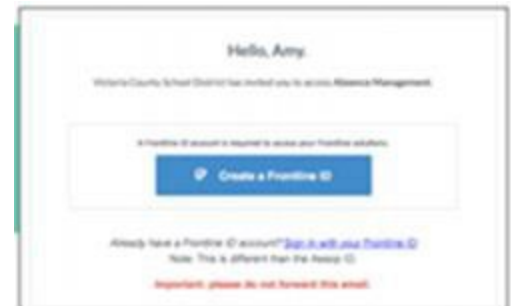 Hello, Amy.
Victoria County School District has invited you to access Absence Management.
A Frontline ID account is required to access your Frontline solutions.
Create a Frontline ID
Already have a Frontline ID account? Sign in with your Frontline ID
Note: This is different than the Aesop ID.
Important: please do not forward this email.